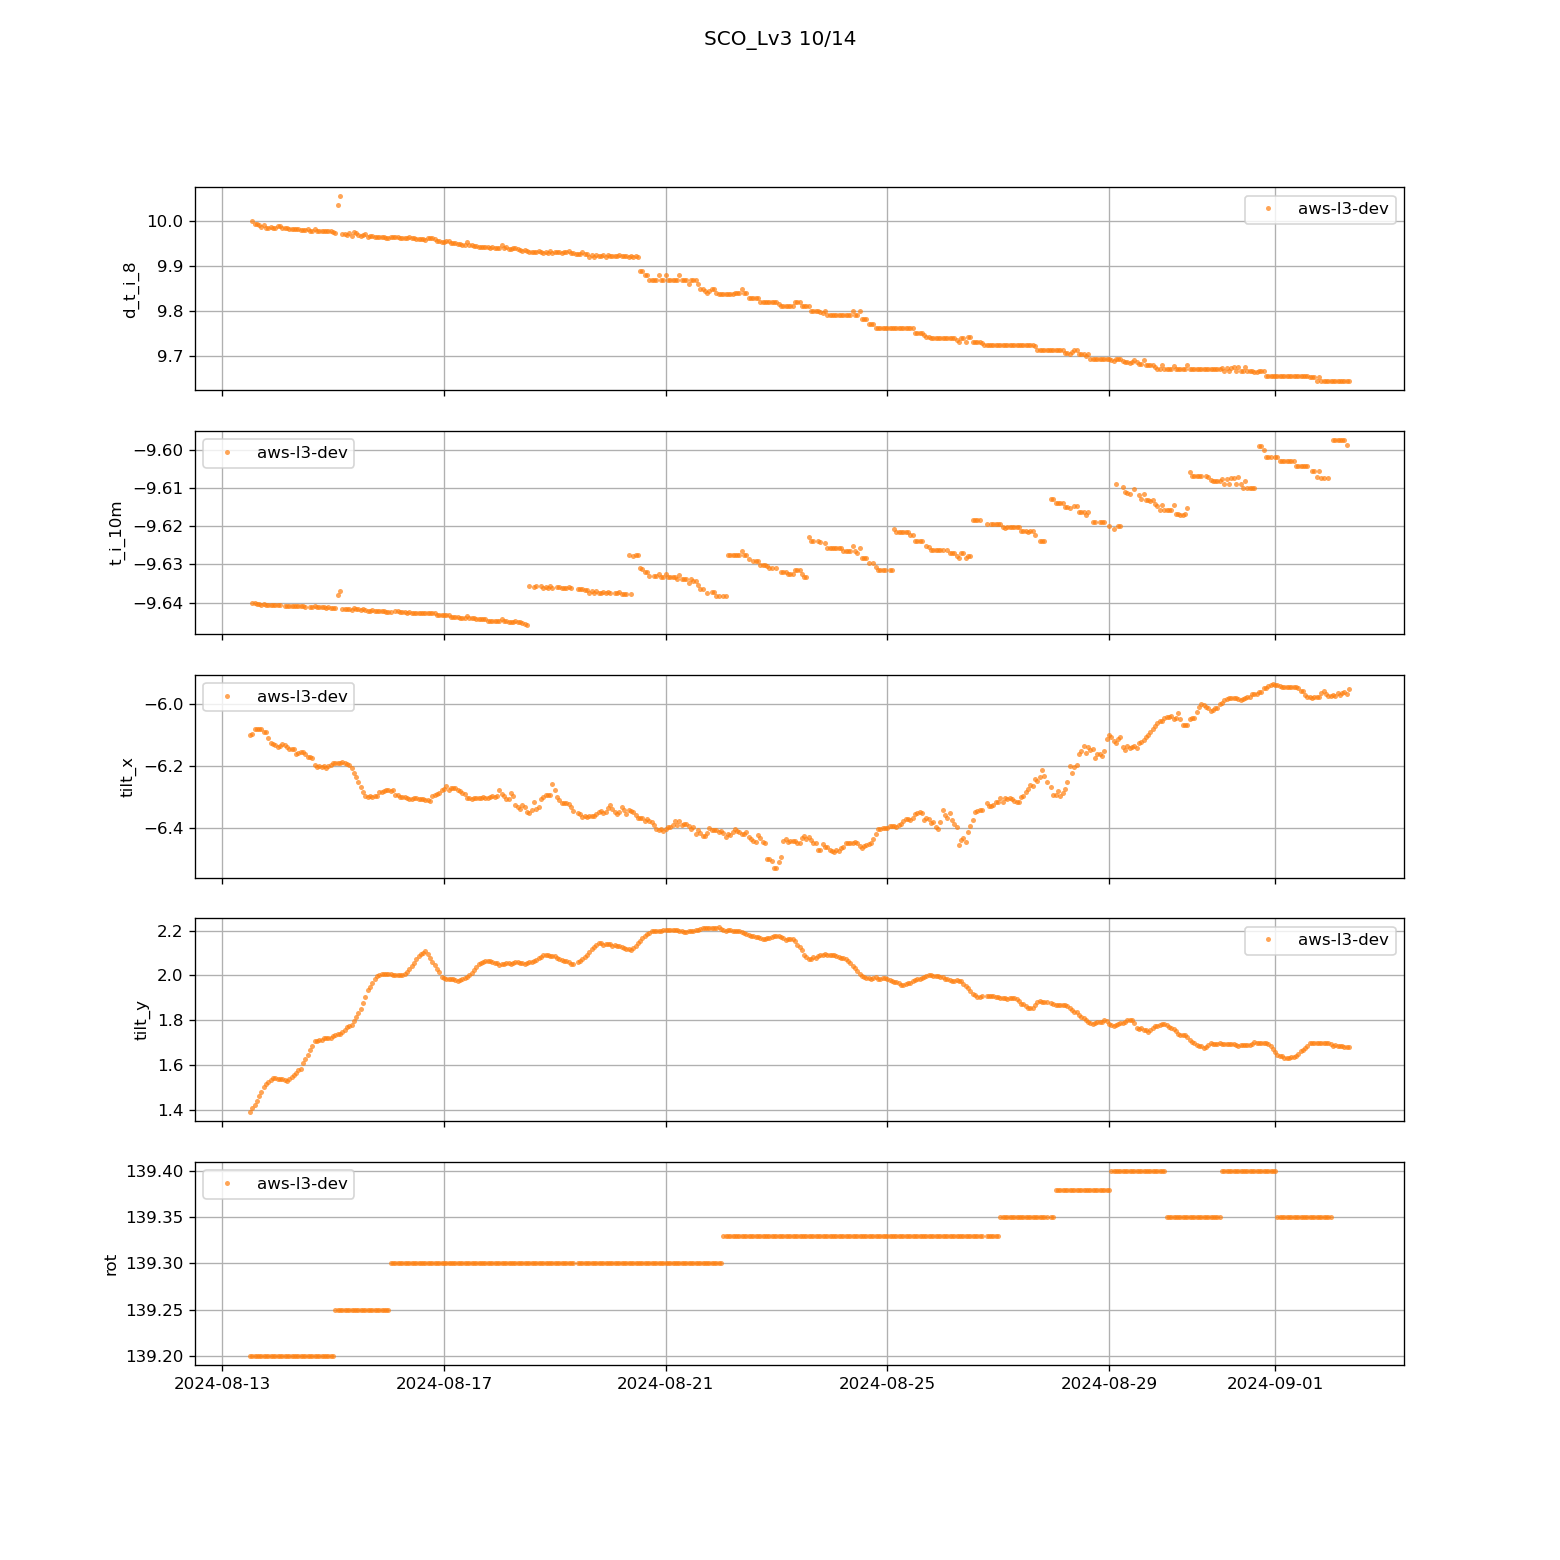 SCO_Lv3 10/14
10.0
9.9
9.8
9.7
d_t_i_8
aws-l3-dev
−9.60
−9.61
−9.62
−9.63
−9.64
t_i_10m
aws-l3-dev
−6.0
−6.2
−6.4
tilt_x
aws-l3-dev
2.2
2.0
1.8
1.6
1.4
tilt_y
aws-l3-dev
139.40
139.35
139.30
139.25
139.20
rot
aws-l3-dev
2024-08-13 2024-08-17 2024-08-21 2024-08-25 2024-08-29 2024-09-01